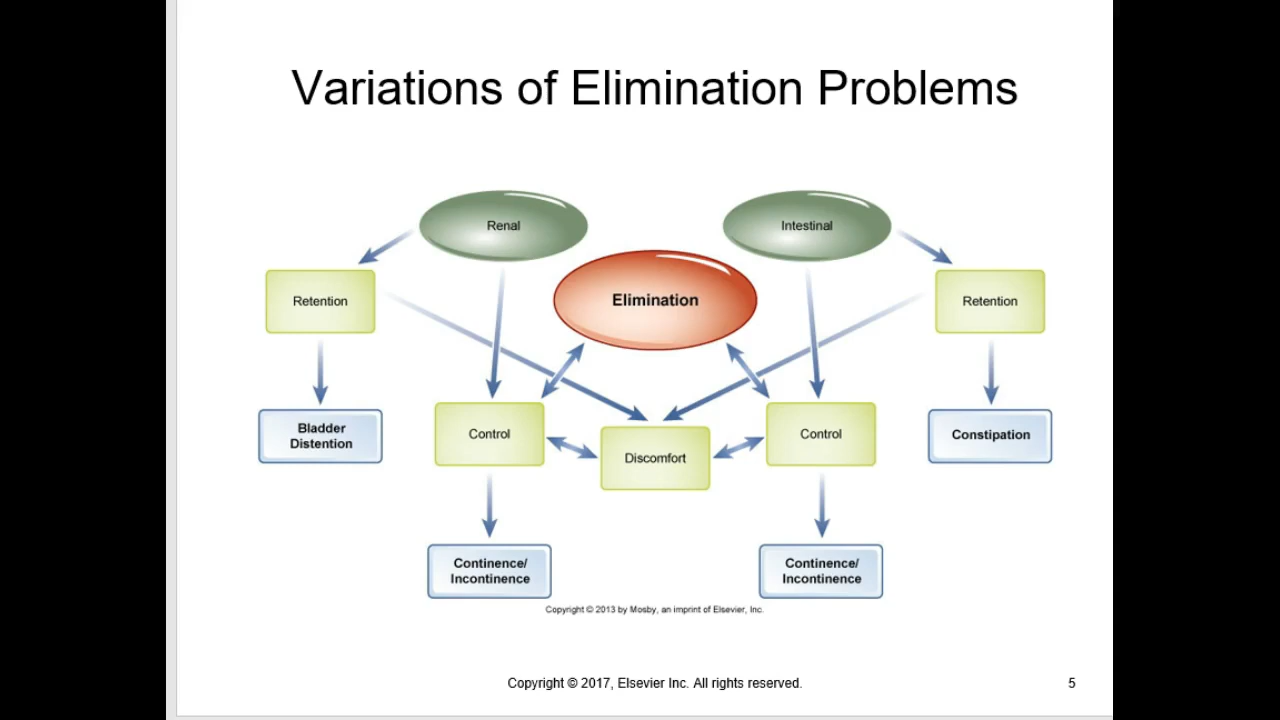 Variations of Elimination Problems
Renal
Intestinal
Elimination
Retention
Retention
Bladder
Distention
Control
Discomfort
Control
Constipation
Continence/
Incontinence
Continence/
Incontinence
Copyright © 2013 by Mosby, an imprint of Elsevier, Inc.
Copyright © 2017, Elsevier Inc. All rights reserved.
5